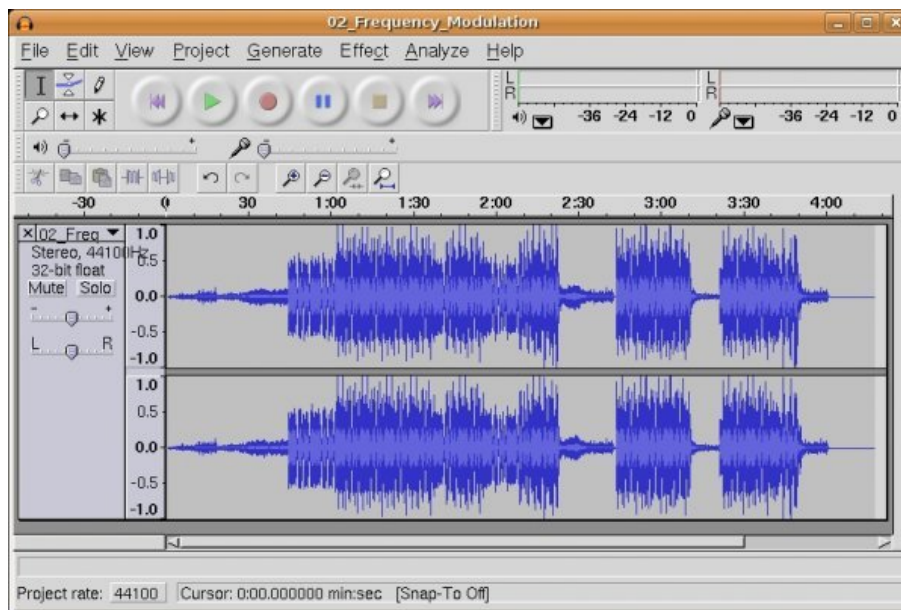 02_Frequency_Modulation
File Edit View Project Generate Effect Analyze Help
L
R
-36 -24 -12 0
L
R
-36 -24 -12 0
- +
- +
-30 0 30 1:00 1:30 2:00 2:30 3:00 3:30 4:00
02_Freq
Stereo, 44100Hz
32-bit float
Mute Solo
- +
L R
1.0
0.5
0.0
-0.5
-1.0
1.0
0.5
0.0
-0.5
-1.0
Project rate: 44100 Cursor: 0:00.000000 min:sec [Snap-To Off]